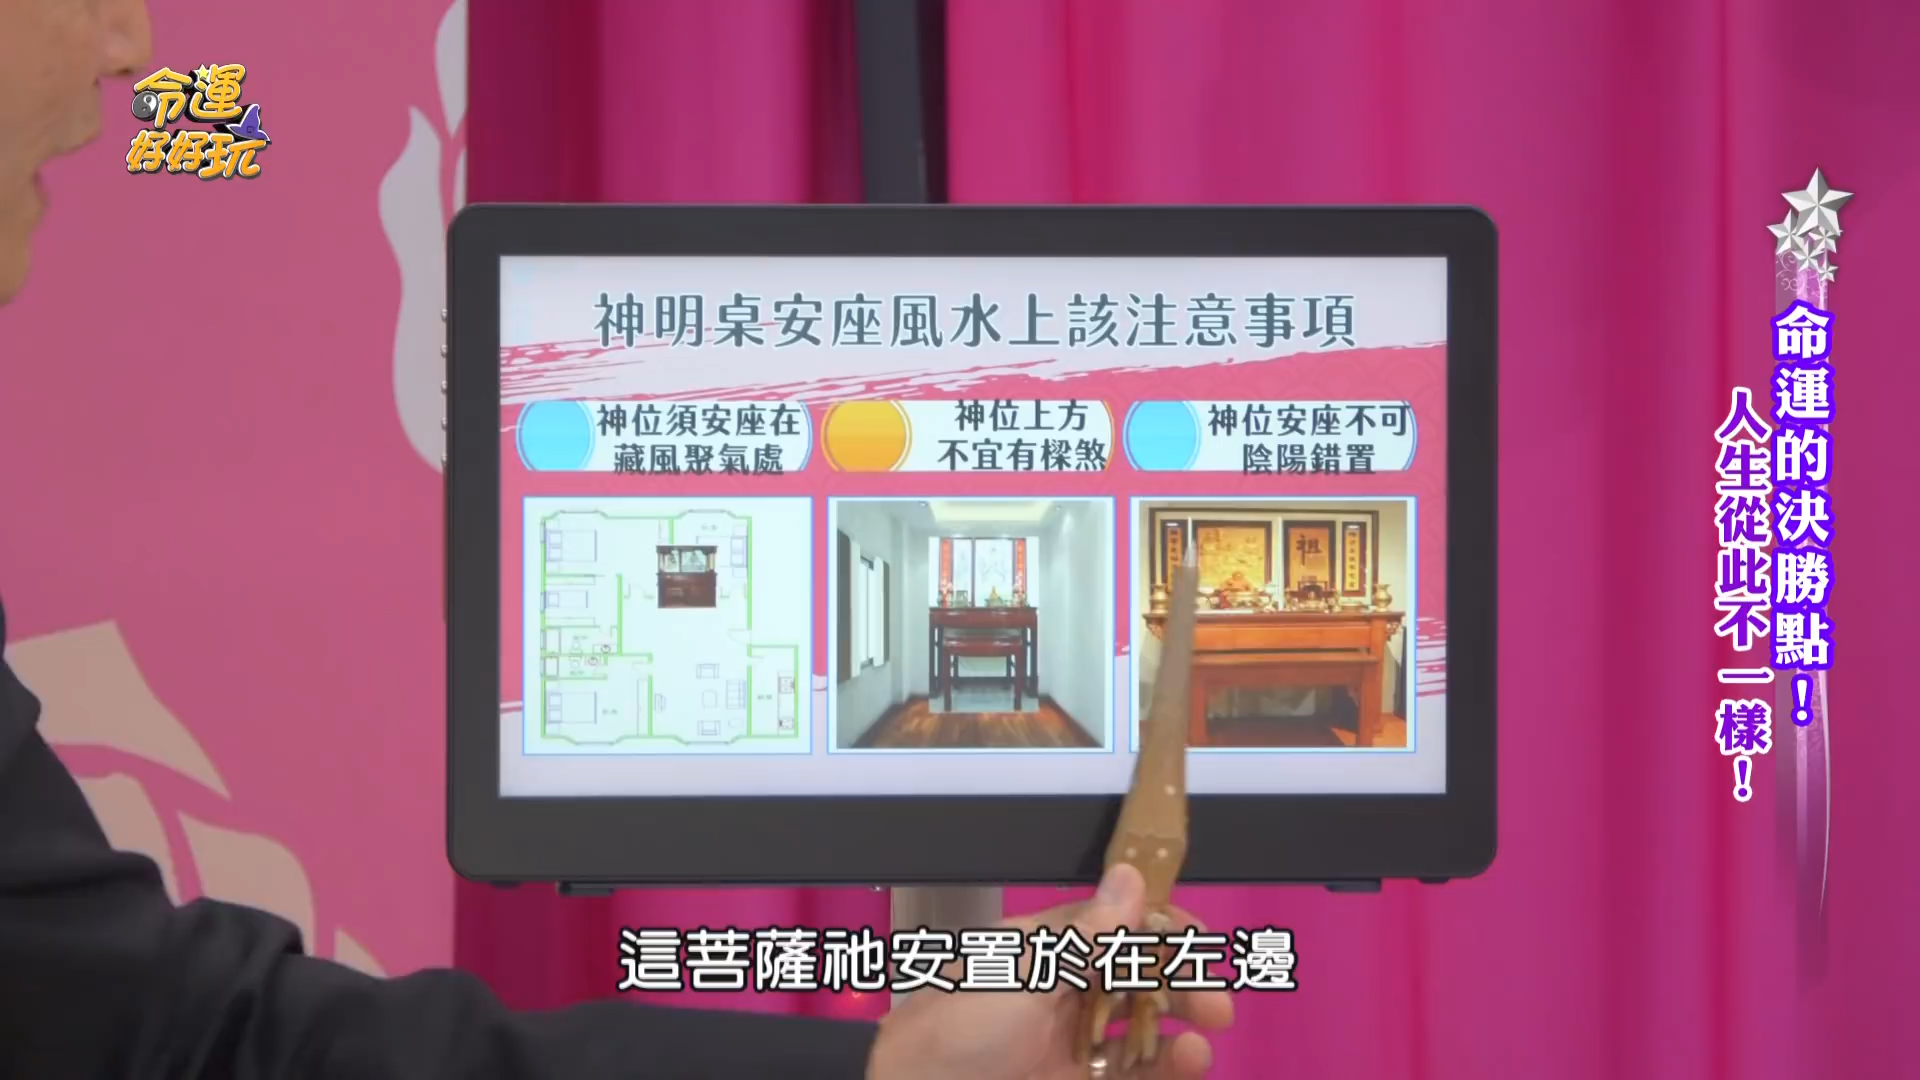 命運
好好玩
神明桌安座風水上該注意事項
神位須安座在
藏風聚氣處
神位上方
不宜有樑煞
神位安座不可
陰陽錯置
祖
命運的決勝點！
人生從此不一樣！
這菩薩祂安置於在左邊